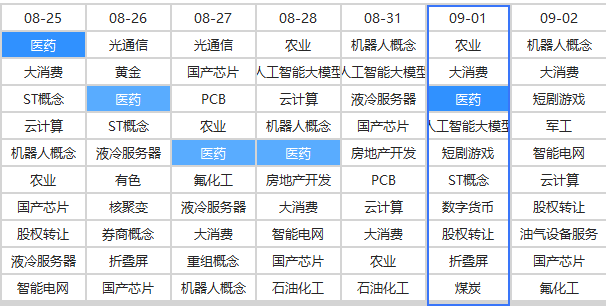 08-25 08-26 08-27 08-28 08-31 09-01 09-02
医药 光通信 光通信 农业 机器人概念 农业 机器人概念
大消费 黄金 国产芯片 人工智能大模型 人工智能大模型 大消费 大消费
ST概念 医药 PCB 云计算 液冷服务器 医药 短剧游戏
云计算 ST概念 农业 机器人概念 国产芯片 人工智能大模型 军工
机器人概念 液冷服务器 医药 医药 房地产开发 短剧游戏 智能电网
农业 有色 氟化工 房地产开发 PCB ST概念 云计算
国产芯片 核聚变 液冷服务器 大消费 云计算 数字货币 股权转让
股权转让 券商概念 大消费 智能电网 大消费 股权转让 油气设备服务
液冷服务器 折叠屏 重组概念 国产芯片 农业 折叠屏 国产芯片
智能电网 国产芯片 机器人概念 石油化工 石油化工 煤炭 氟化工